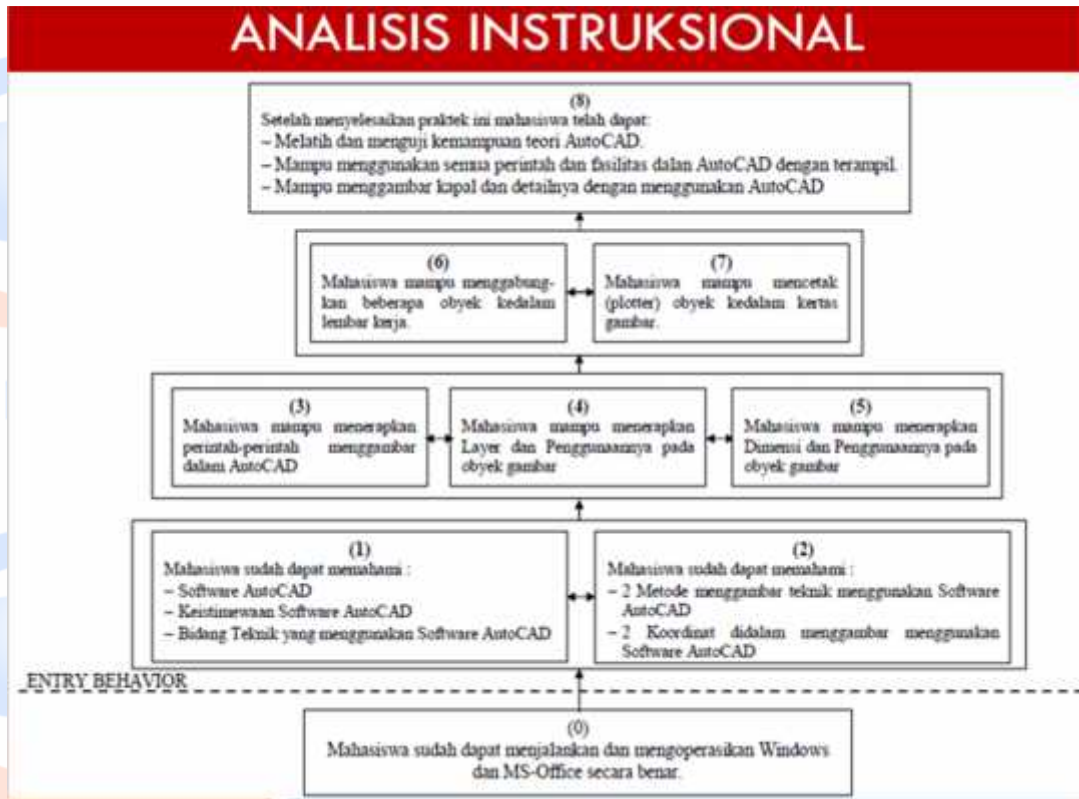 ANALISIS INSTRUKSIONAL
(8)
Setelah menyelesaikan praktek ini mahasiswa telah dapat:
– Melatih dan menguji kemampuan teori AutoCAD.
– Mampu menggunakan semua perintah dan fasilitas dalan AutoCAD dengan terampil.
– Mampu menggambar kapal dan detailnya dengan menggunakan AutoCAD
(6)
Mahasiswa mampu menggabung-
kan beberapa obyek kedalam
lembar kerja.
(7)
Mahasiswa mampu mencetak
(plotter) obyek kedalam kertas
gambar.
(3)
Mahasiswa mampu menerapkan
perintah-perintah menggambar
dalam AutoCAD
(4)
Mahasiswa mampu menerapkan
Layer dan Penggunaannya pada
obyek gambar
(5)
Mahasiswa mampu menerapkan
Dimensi dan Penggunaannya pada
obyek gambar
(1)
Mahasiswa sudah dapat memahami :
– Software AutoCAD
– Keistimewaan Software AutoCAD
– Bidang Teknik yang menggunakan Software AutoCAD
(2)
Mahasiswa sudah dapat memahami :
– 2 Metode menggambar teknik menggunakan Software
AutoCAD
– 2 Koordinat didalam menggambar menggunakan
Software AutoCAD
ENTRY BEHAVIOR
(0)
Mahasiswa sudah dapat menjalankan dan mengoperasikan Windows
dan MS-Office secara benar.